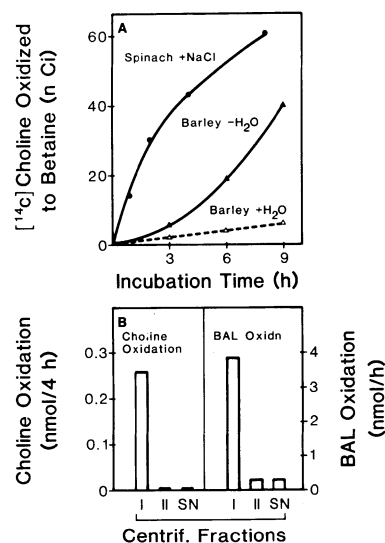 A
60
40
20
0
Spinach +NaCl
Barley −H₂O
Barley +H₂O
3
6
9
[¹⁴c] Choline Oxidized
to Betaine (n Ci)
Incubation Time (h)
B
Choline
Oxidation
BAL Oxidn
0.3
0.2
0.1
0
4
3
2
1
0
Choline Oxidation
(nmol/4 h)
BAL Oxidation
(nmol/h)
I II SN I II SN
Centrif. Fractions